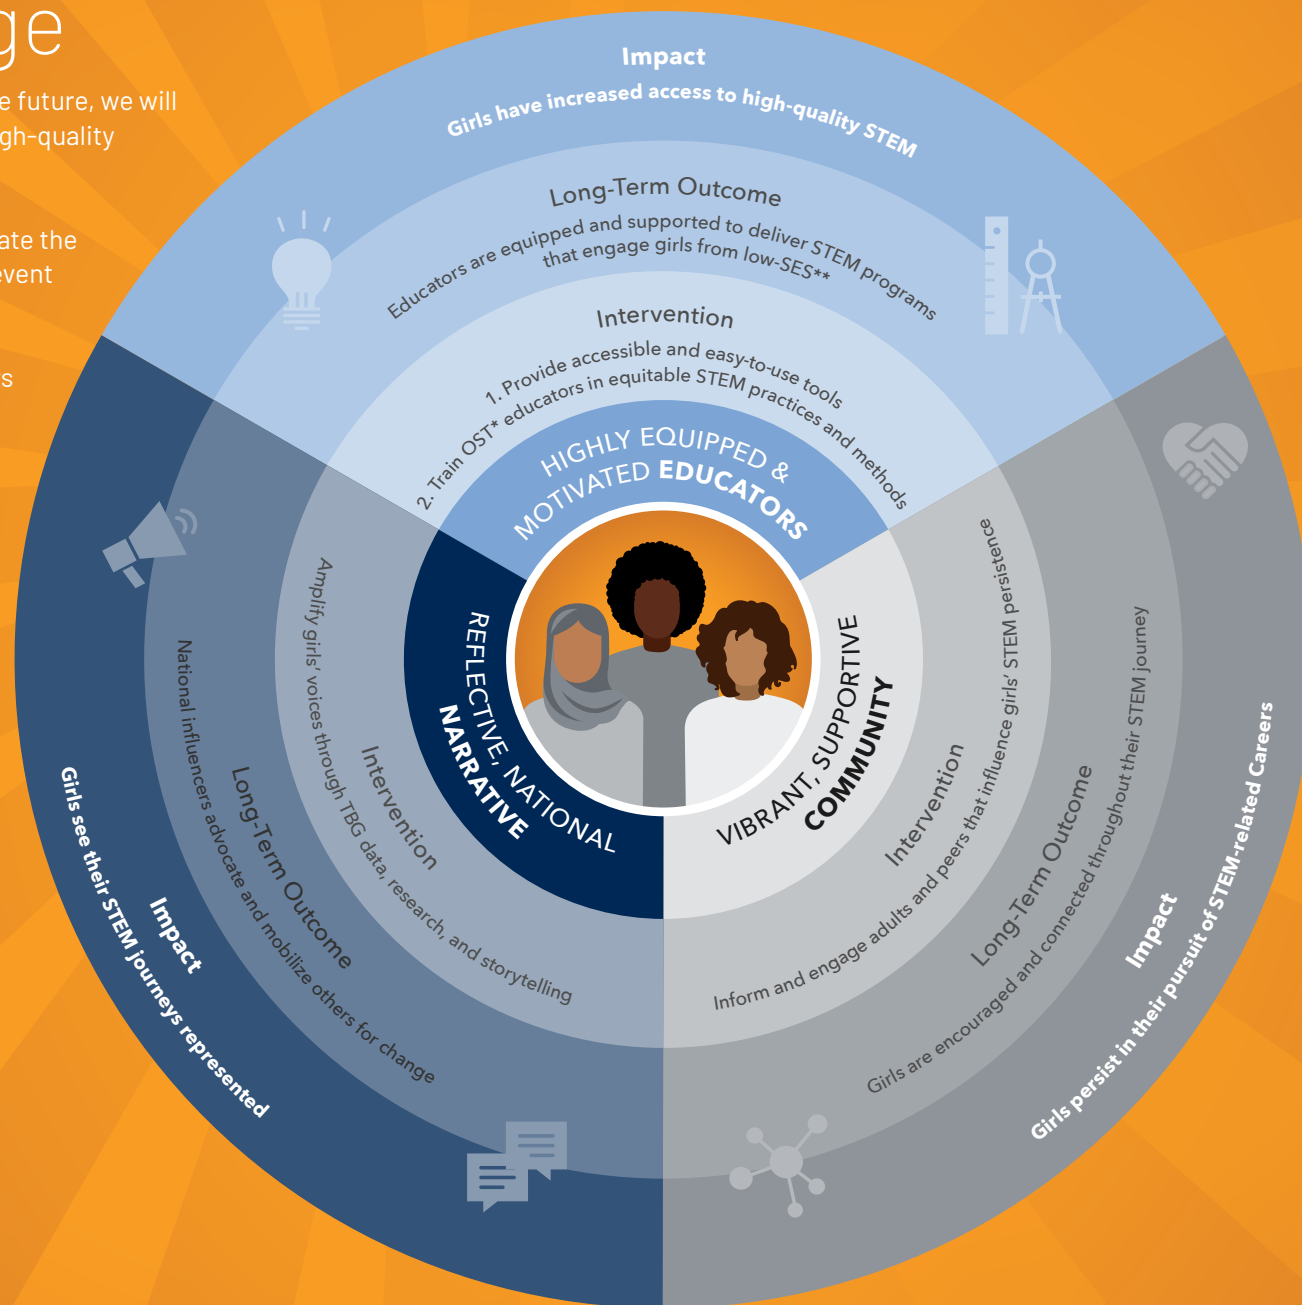 ge
e future, we will
gh-quality
ate the
event
s
Impact
Girls have increased access to high-quality STEM
Long-Term Outcome
Educators are equipped and supported to deliver STEM programs
that engage girls from low-SES**
Intervention
1. Provide accessible and easy-to-use tools
2. Train OST* educators in equitable STEM practices and methods
HIGHLY EQUIPPED &
MOTIVATED EDUCATORS
REFLECTIVE, NATIONAL
NARRATIVE
Intervention
Amplify girls' voices through TBG data, research, and storytelling
Long-Term Outcome
National influencers advocate and mobilize others for change
Impact
Girls see their STEM journeys represented
VIBRANT, SUPPORTIVE
COMMUNITY
Intervention
Inform and engage adults and peers that influence girls' STEM persistence
Long-Term Outcome
Girls are encouraged and connected throughout their STEM journey
Impact
Girls persist in their pursuit of STEM-related Careers